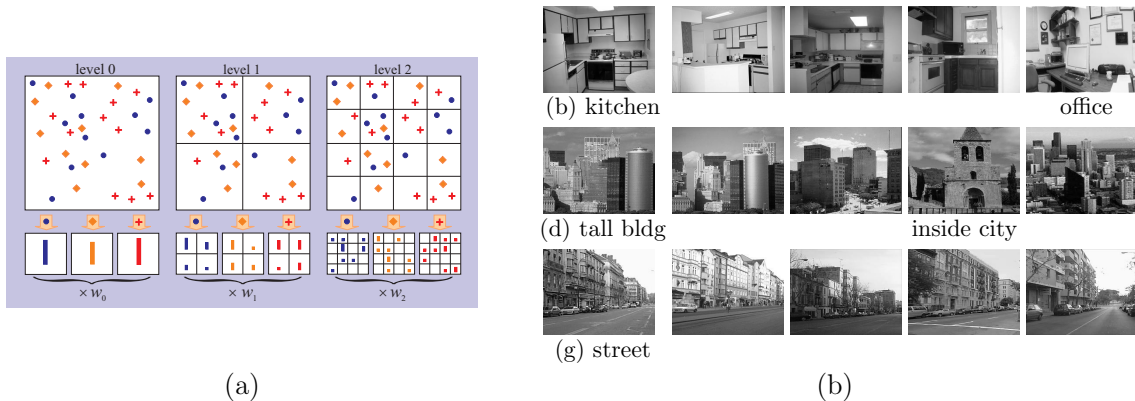 level 0 level 1 level 2
× w₀ × w₁ × w₂
(a)
(b) kitchen office
(d) tall bldg inside city
(g) street
(b)